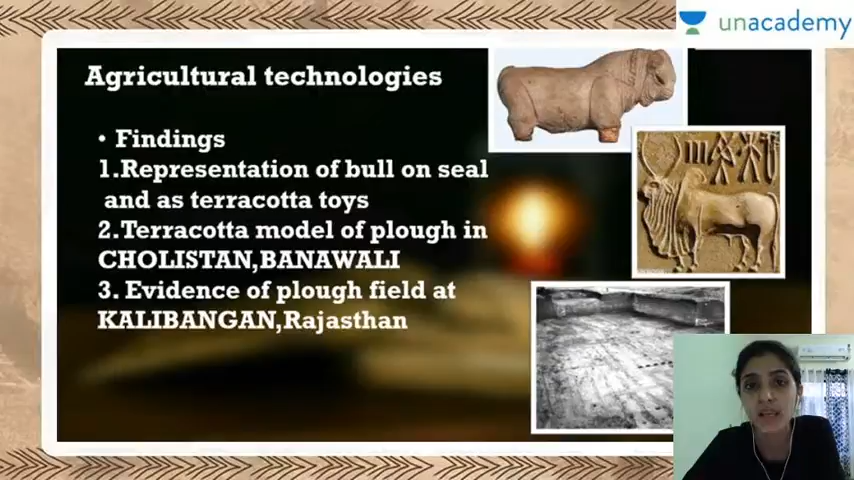 unacademy
Agricultural technologies
• Findings
1.Representation of bull on seal
and as terracotta toys
2.Terracotta model of plough in
CHOLISTAN,BANAWALI
3. Evidence of plough field at
KALIBANGAN,Rajasthan